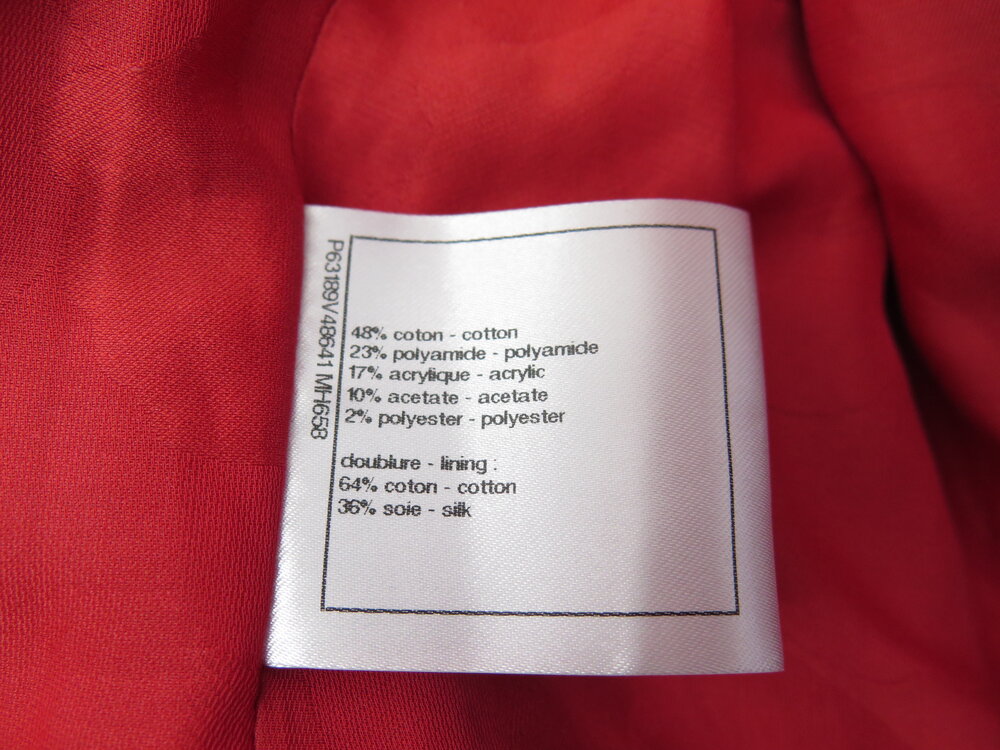 P63189V48641 MH658
48% coton - cotton
23% polyamide - polyamide
17% acrylique - acrylic
10% acetate - acetate
2% polyester - polyester
doublure - lining :
64% coton - cotton
36% soie - silk